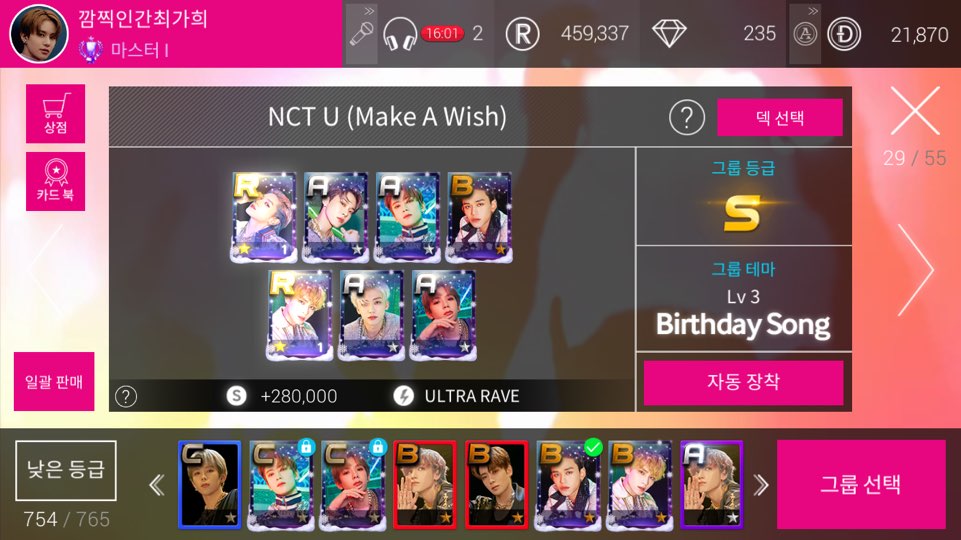 깜찍인간최가희
마스터 I
16:01 2
R 459,337
235
A
Đ 21,870
상점
카드 북
NCT U (Make A Wish)
?
덱 선택
29 / 55
R 1
A
A
B
R 1
A
A
그룹 등급
S
그룹 테마
Lv 3
Birthday Song
일괄 판매
?
S +280,000
ULTRA RAVE
자동 장착
낮은 등급
754 / 765
C
C
C
B
B
B
B
A
그룹 선택